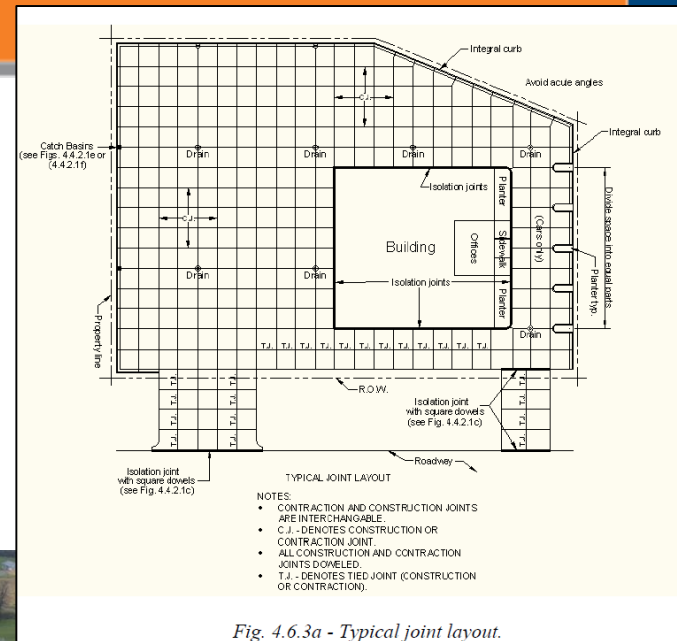 Integral curb
Avoid acute angles
Integral curb
C.J.
Catch Basirs
(see Figs. 4.4.2.1e or
(4.4.2.1f)
Drain
Drain
Drain
Drain
Isolation joints
Planter
Divide space into equal parts
(Cars only)
C.J.
Building
Offices
Sidewalk
Planter typ.
Drain
Drain
Isolation joints
Planter
Drain
Property line
T.J. T.J. T.J. T.J. T.J. T.J. T.J. T.J. T.J. T.J. T.J. T.J.
R.O.W.
T.J. T.J. T.J. T.J.
T.J. T.J. T.J. T.J.
T.J. T.J. T.J. T.J.
Isolation joint
with square dowels
(see Fig. 4.4.2.1c)
Roadway
Isolation joint
with square dowels
(see Fig. 4.4.2.1c)
TYPICAL JOINT LAYOUT
NOTES:
• CONTRACTION AND CONSTRUCTION JOINTS
ARE INTERCHANGABLE.
• C.J. - DENOTES CONSTRUCTION OR
CONTRACTION JOINT.
• ALL CONSTRUCTION AND CONTRACTION
JOINTS DOWELED.
• T.J. - DENOTES TIED JOINT (CONSTRUCTION
OR CONTRACTION).
Fig. 4.6.3a - Typical joint layout.